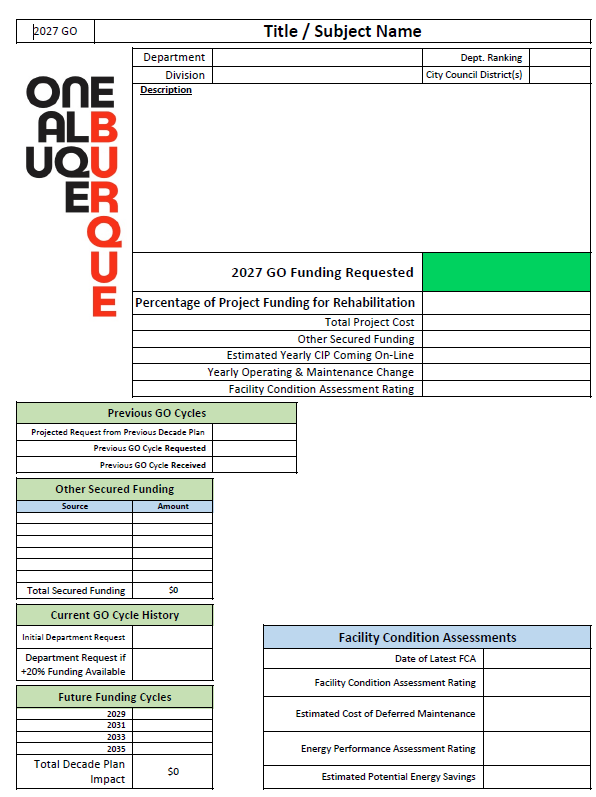 2027 GO
Title / Subject Name
Department
Dept. Ranking
Division
City Council District(s)
ONE
ALBUQUERQUE
Description
2027 GO Funding Requested
Percentage of Project Funding for Rehabilitation
Total Project Cost
Other Secured Funding
Estimated Yearly CIP Coming On-Line
Yearly Operating & Maintenance Change
Facility Condition Assessment Rating
Previous GO Cycles
Projected Request from Previous Decade Plan
Previous GO Cycle Requested
Previous GO Cycle Received
Other Secured Funding
Source
Amount
Total Secured Funding
$0
Current GO Cycle History
Initial Department Request
Department Request if
+20% Funding Available
Future Funding Cycles
2029
2031
2033
2035
Total Decade Plan
Impact
$0
Facility Condition Assessments
Date of Latest FCA
Facility Condition Assessment Rating
Estimated Cost of Deferred Maintenance
Energy Performance Assessment Rating
Estimated Potential Energy Savings